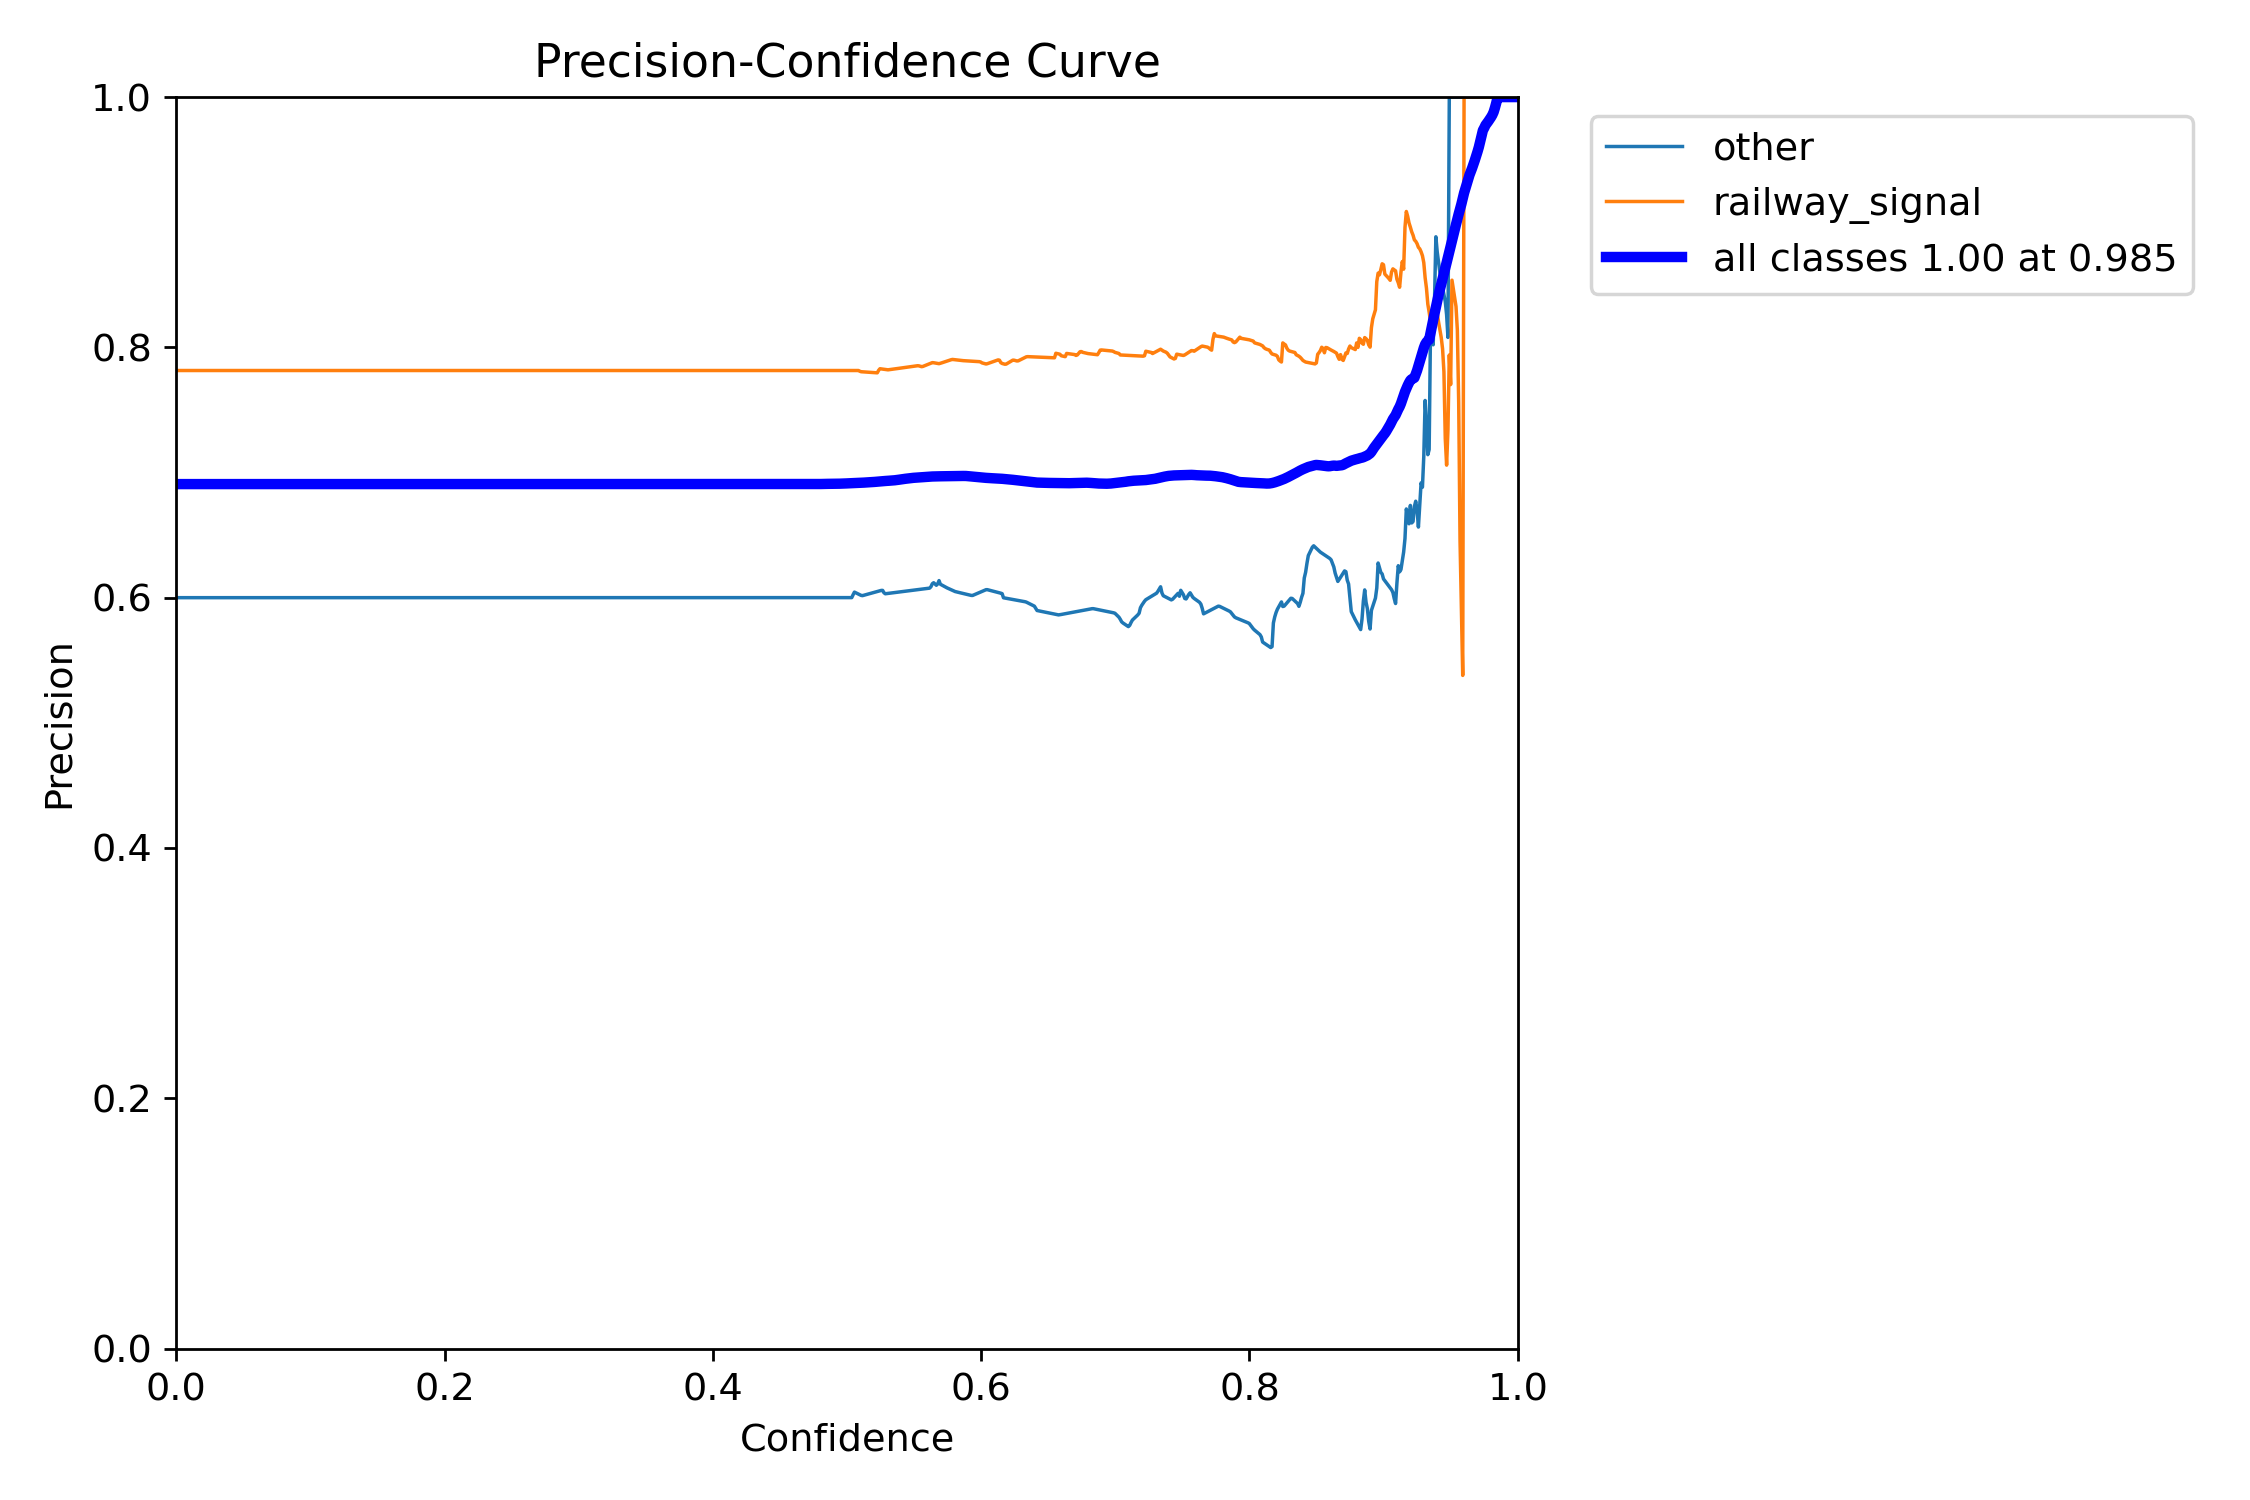 Precision-Confidence Curve
1.0
0.8
0.6
0.4
0.2
0.0
Precision
0.0 0.2 0.4 0.6 0.8 1.0
Confidence
other
railway_signal
all classes 1.00 at 0.985